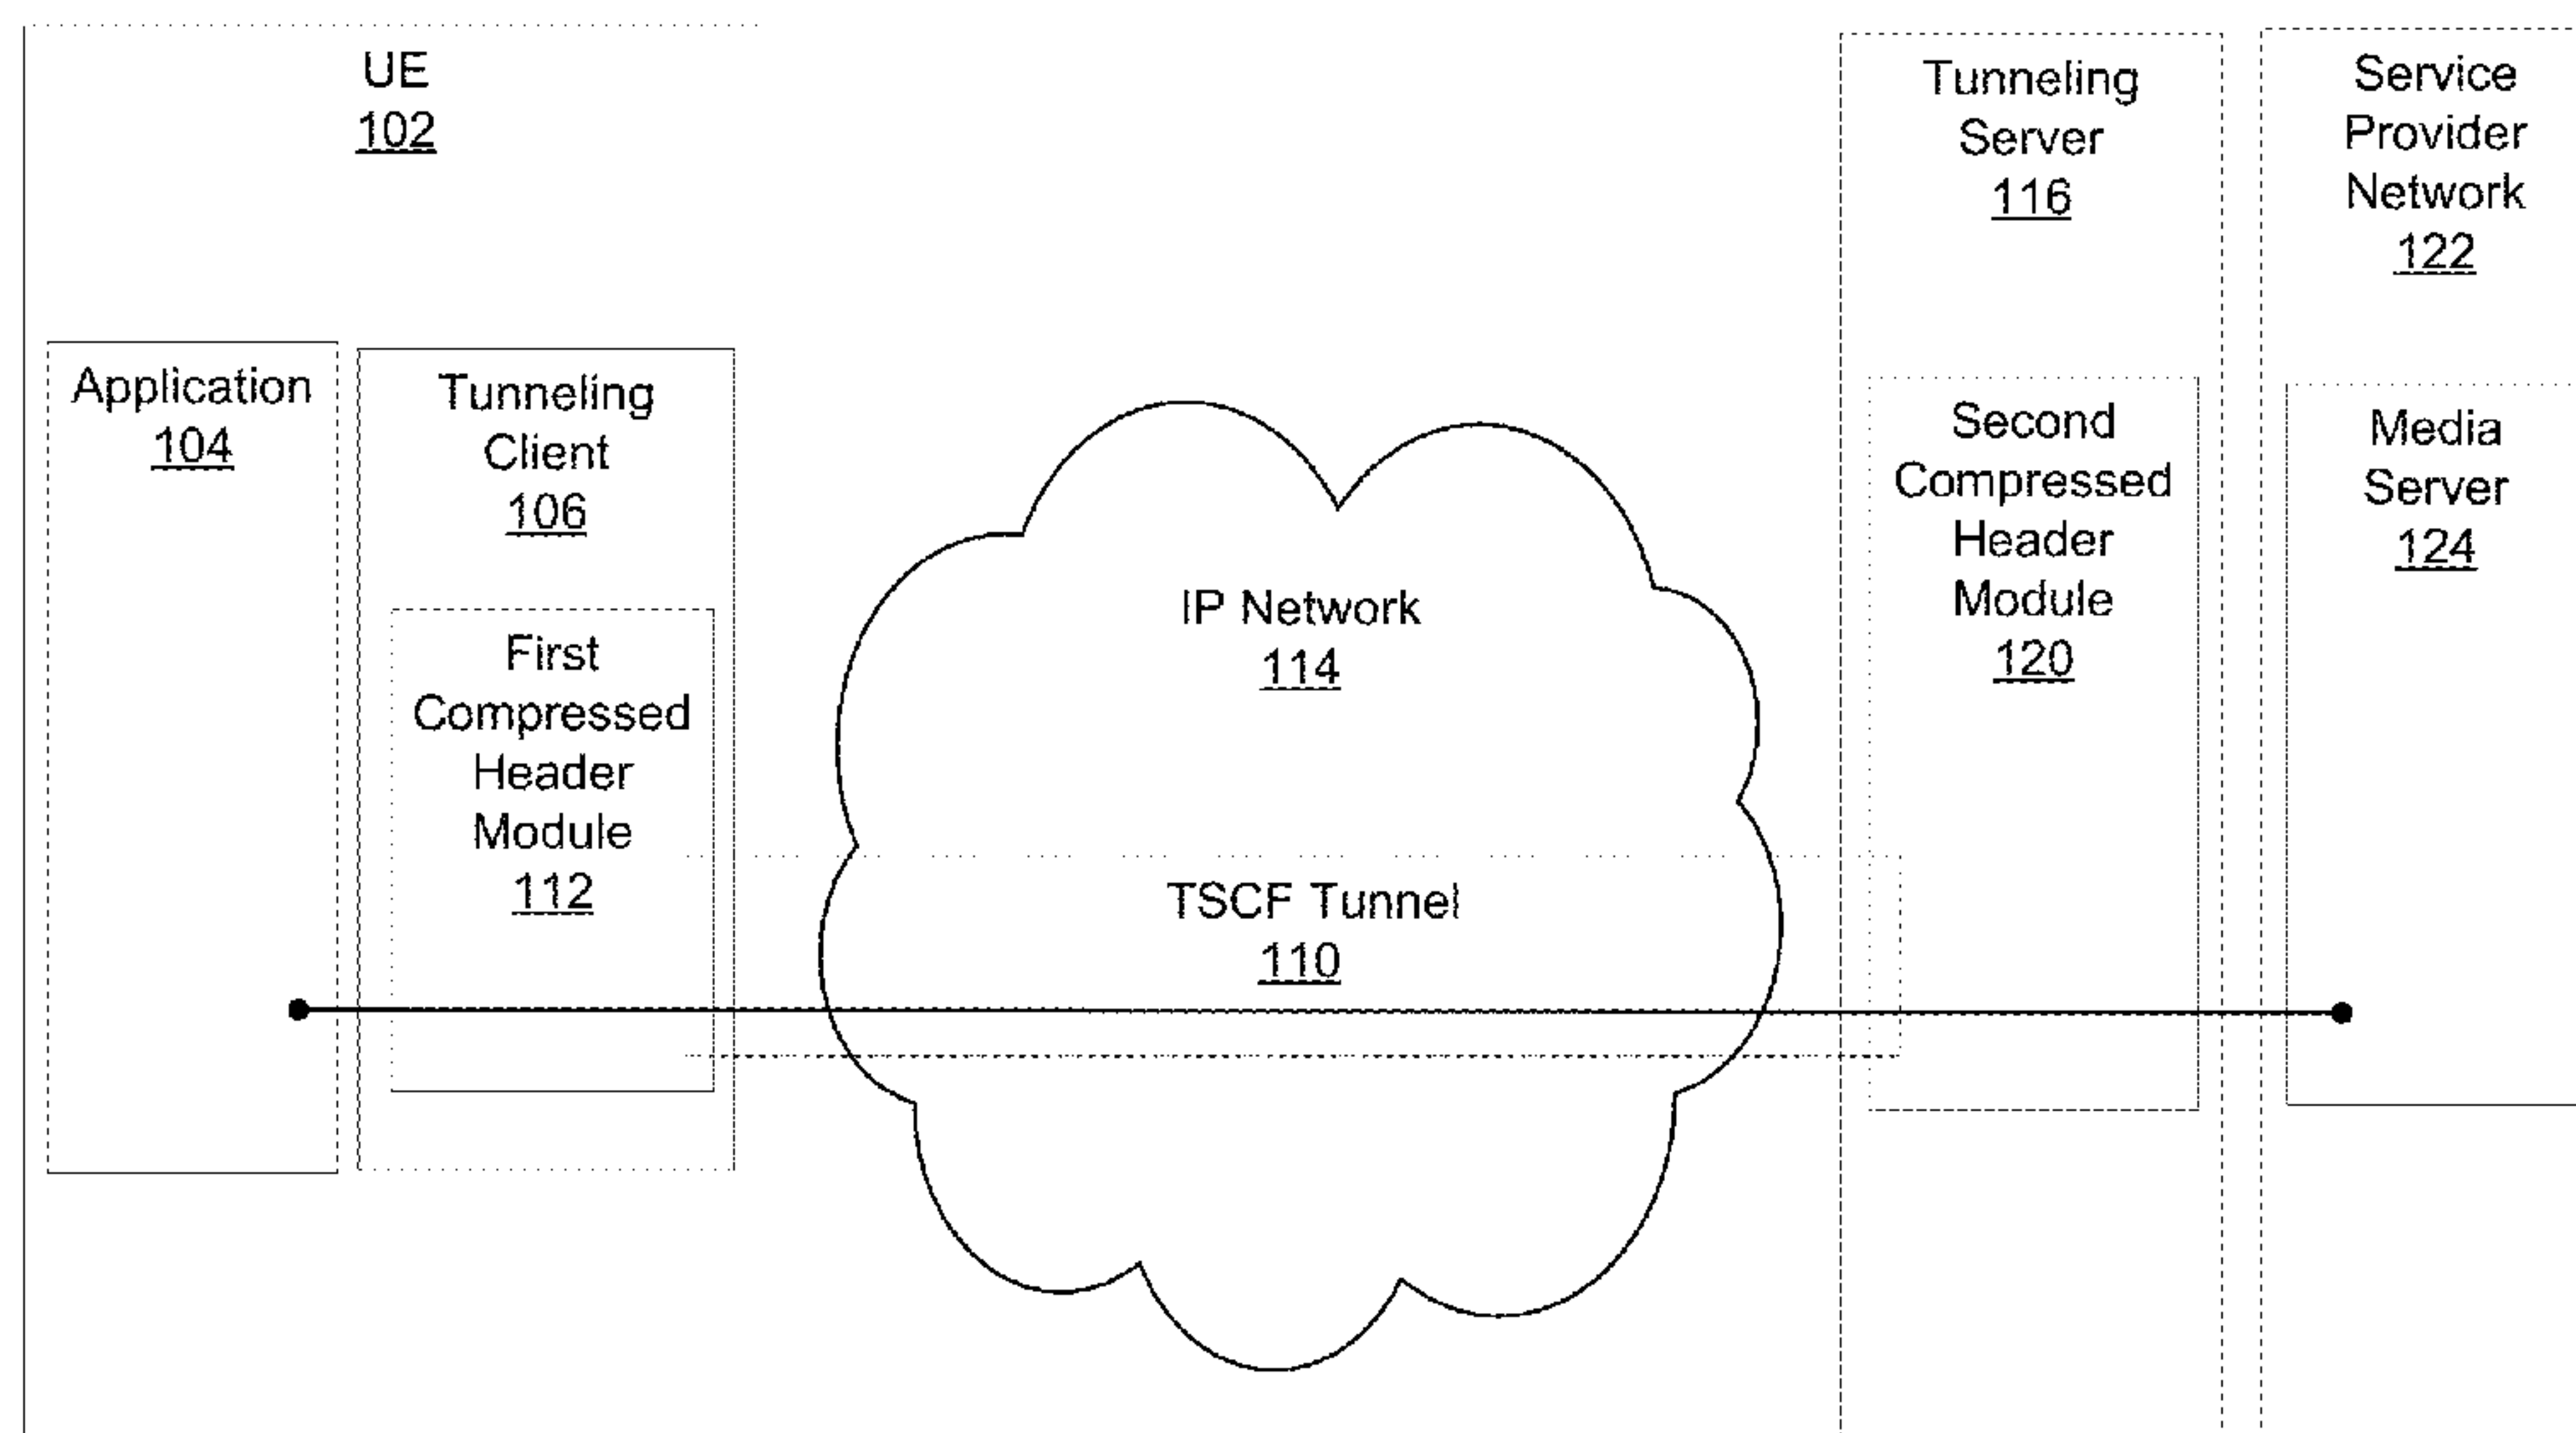 UE
102
Application
104
Tunneling
Client
106
First
Compressed
Header
Module
112
IP Network
114
TSCF Tunnel
110
Tunneling
Server
116
Second
Compressed
Header
Module
120
Service
Provider
Network
122
Media
Server
124